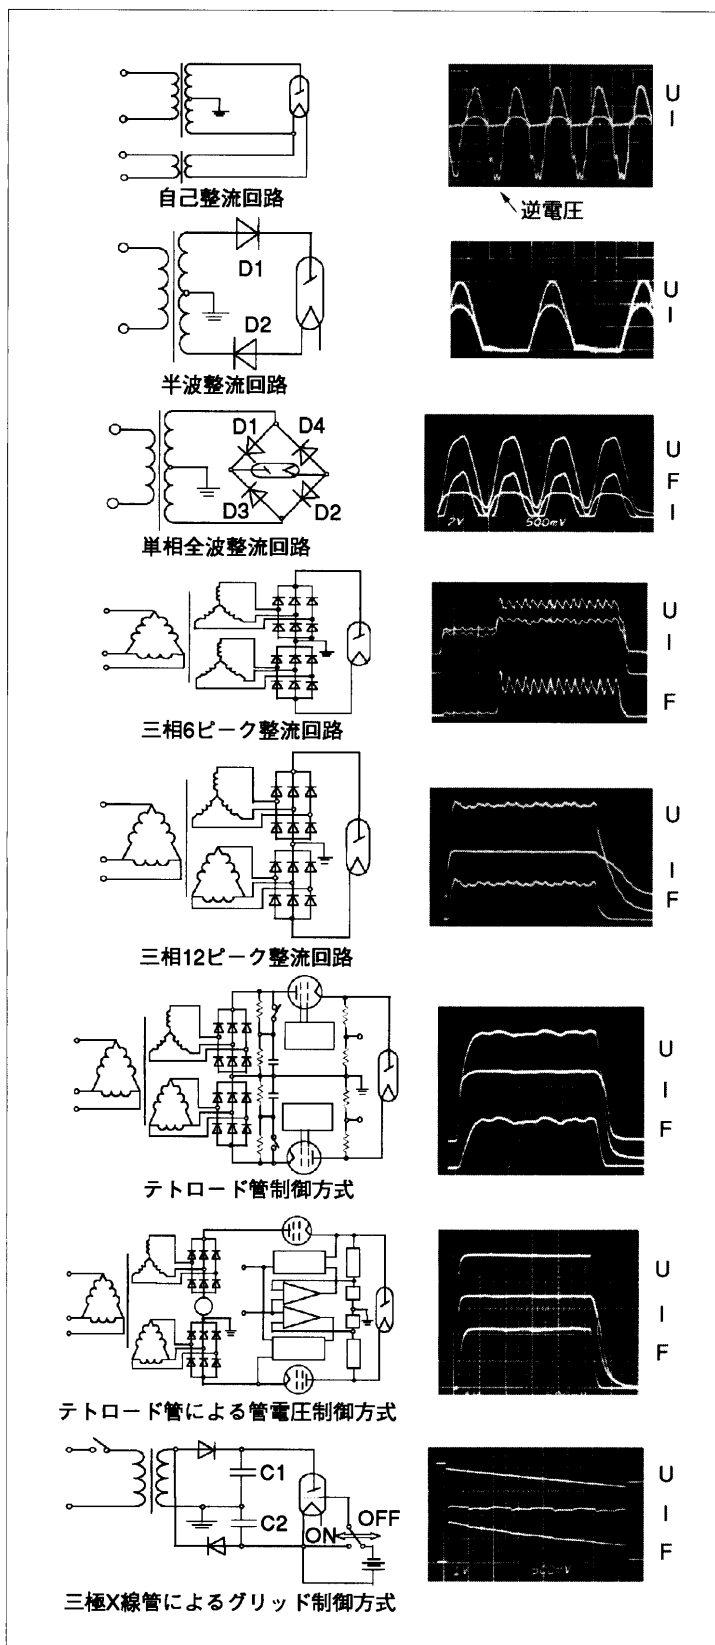 U
I
自己整流回路
逆電圧
D1
D2
U
I
半波整流回路
D1
D4
D3
D2
U
F
I
2V
500mV
単相全波整流回路
U
I
F
三相6ピーク整流回路
U
I
F
三相12ピーク整流回路
U
I
F
テトロード管制御方式
U
I
F
テトロード管による管電圧制御方式
C1
C2
ON
OFF
U
I
F
三極X線管によるグリッド制御方式